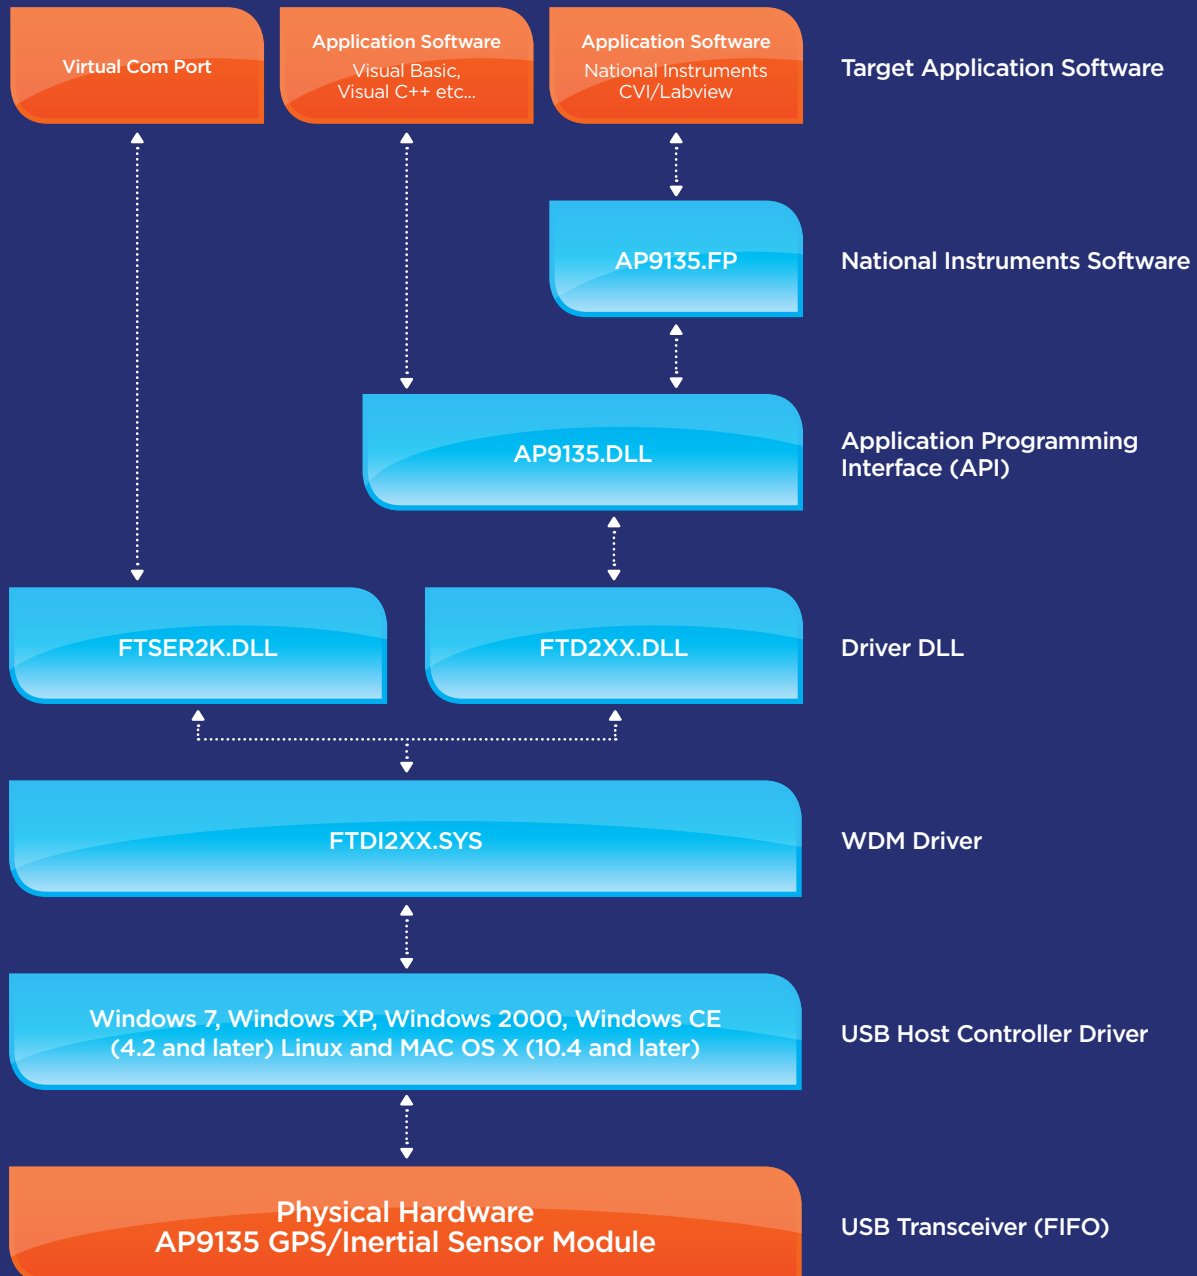 Virtual Com Port
Application Software
Visual Basic,
Visual C++ etc...
Application Software
National Instruments
CVI/Labview
Target Application Software
AP9135.FP
National Instruments Software
AP9135.DLL
Application Programming
Interface (API)
FTSER2K.DLL
FTD2XX.DLL
Driver DLL
FTDI2XX.SYS
WDM Driver
Windows 7, Windows XP, Windows 2000, Windows CE
(4.2 and later) Linux and MAC OS X (10.4 and later)
USB Host Controller Driver
Physical Hardware
AP9135 GPS/Inertial Sensor Module
USB Transceiver (FIFO)